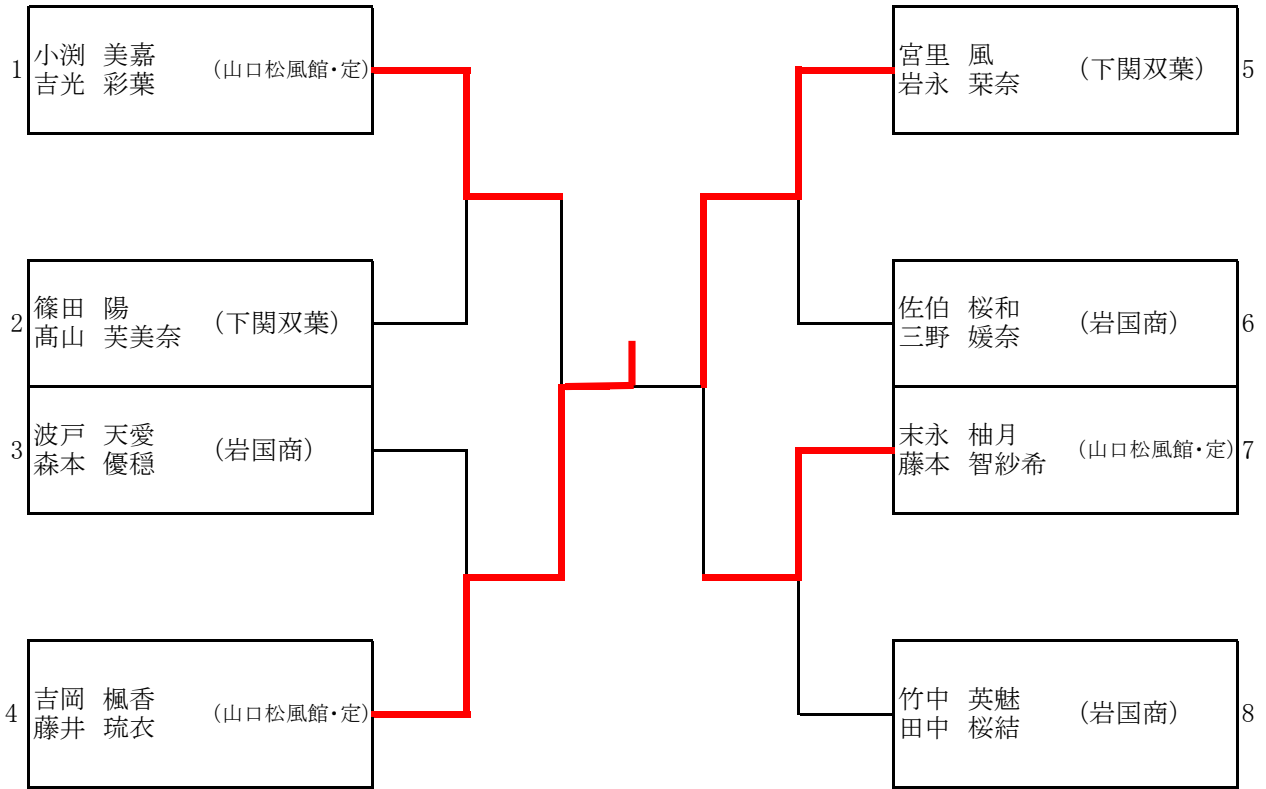 1
小渕 美嘉
吉光 彩葉
(山口松風館・定)
2
篠田 陽
髙山 芙美奈
(下関双葉)
3
波戸 天愛
森本 優穏
(岩国商)
4
吉岡 楓香
藤井 琉衣
(山口松風館・定)
宮里 風
岩永 栞奈
(下関双葉)
5
佐伯 桜和
三野 媛奈
(岩国商)
6
末永 柚月
藤本 智紗希
(山口松風館・定)
7
竹中 英魅
田中 桜結
(岩国商)
8